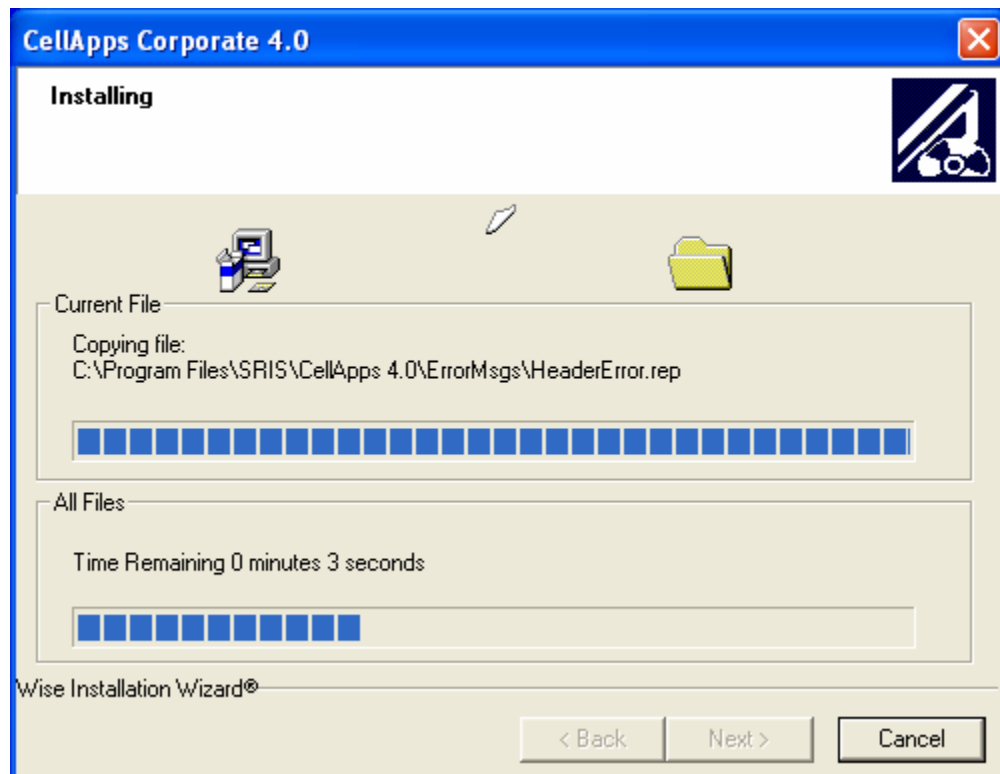 CellApps Corporate 4.0
Installing
Current File
Copying file:
C:\Program Files\SRIS\CellApps 4.0\ErrorMsgs\HeaderError.rep
All Files
Time Remaining 0 minutes 3 seconds
Wise Installation Wizard®
< Back
Next >
Cancel